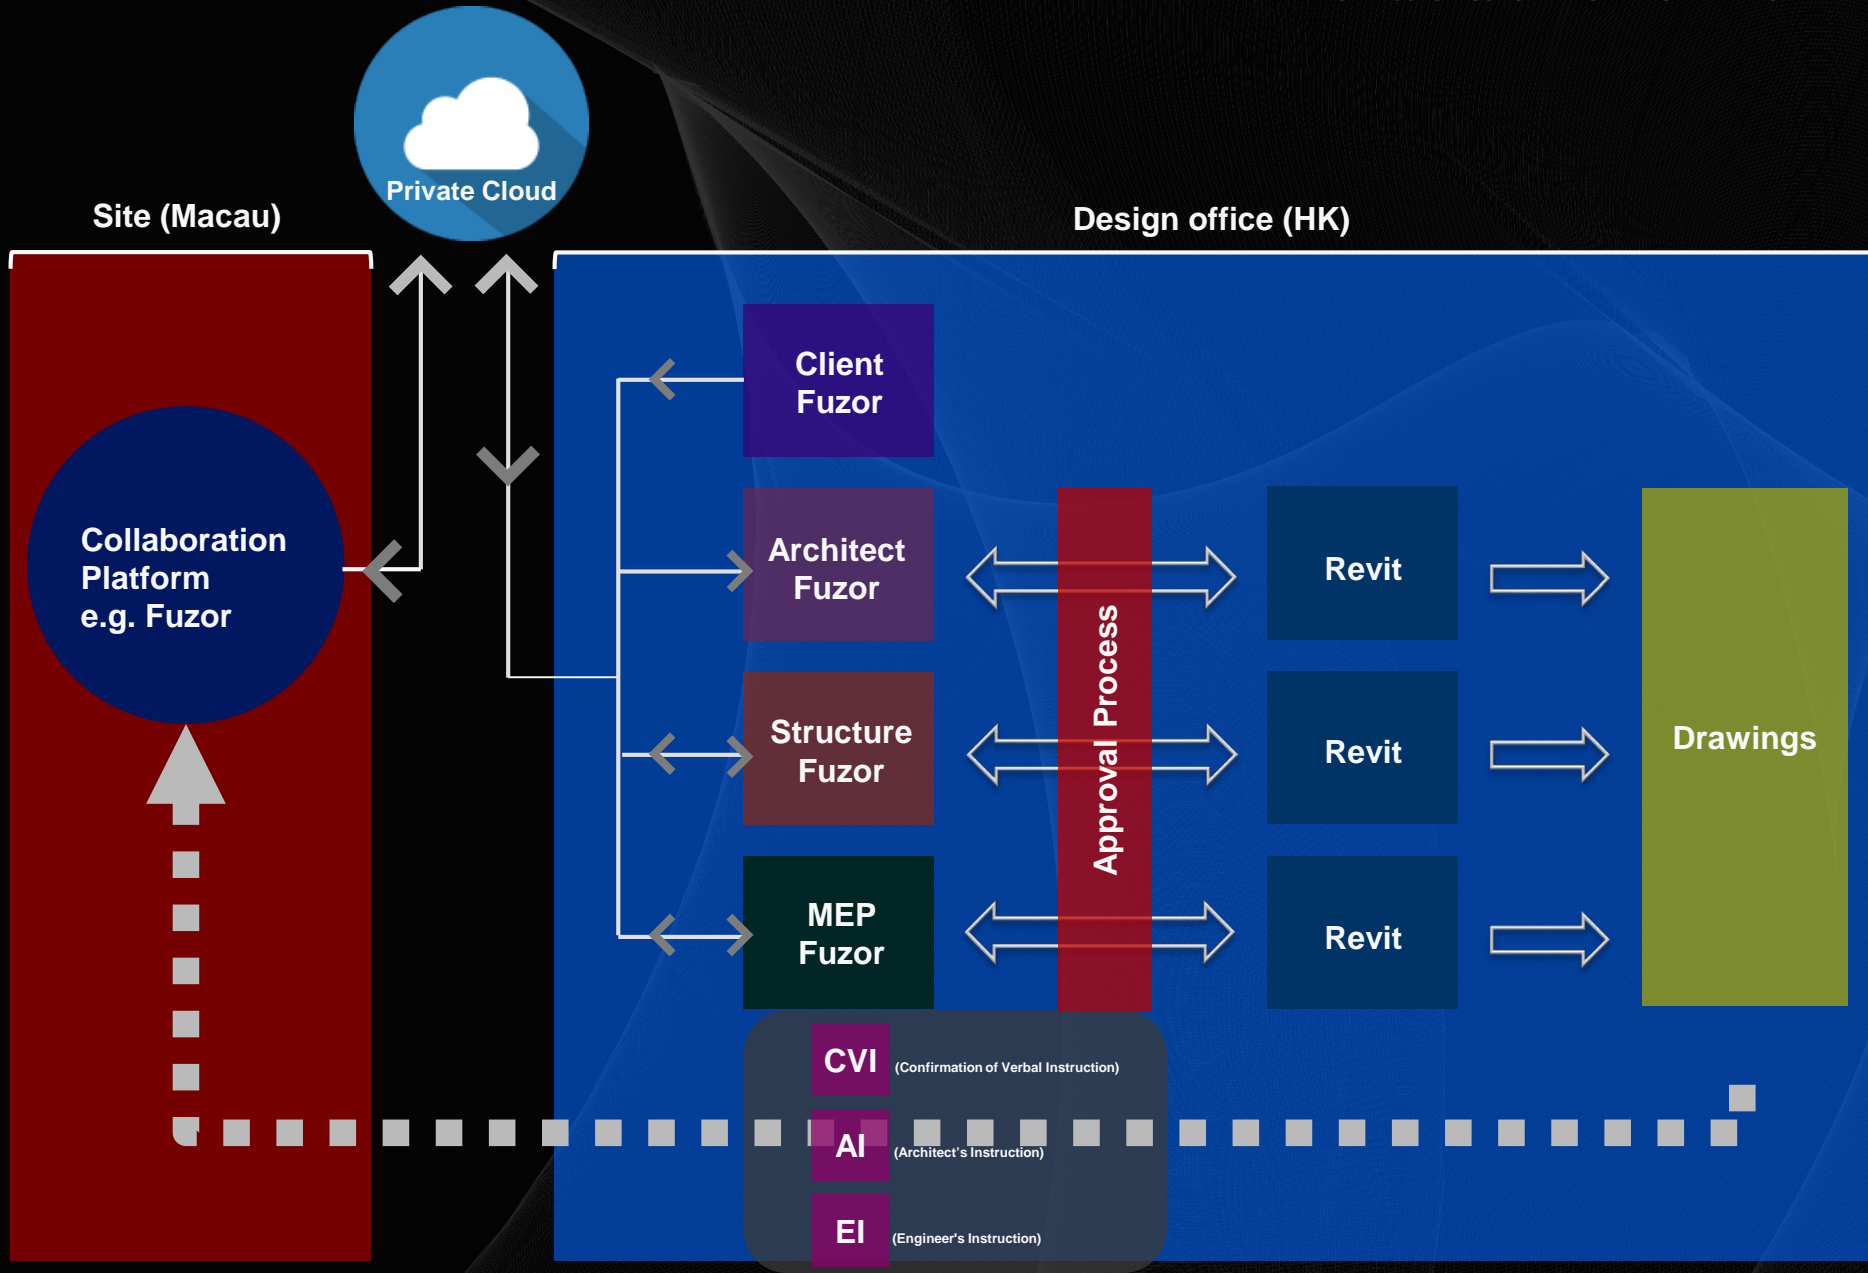 Private Cloud
Site (Macau)
Design office (HK)
Client
Fuzor
Collaboration
Platform
e.g. Fuzor
Architect
Fuzor
Structure
Fuzor
MEP
Fuzor
Approval Process
Revit
Revit
Revit
Drawings
CVI (Confirmation of Verbal Instruction)
AI (Architect's Instruction)
EI (Engineer's Instruction)